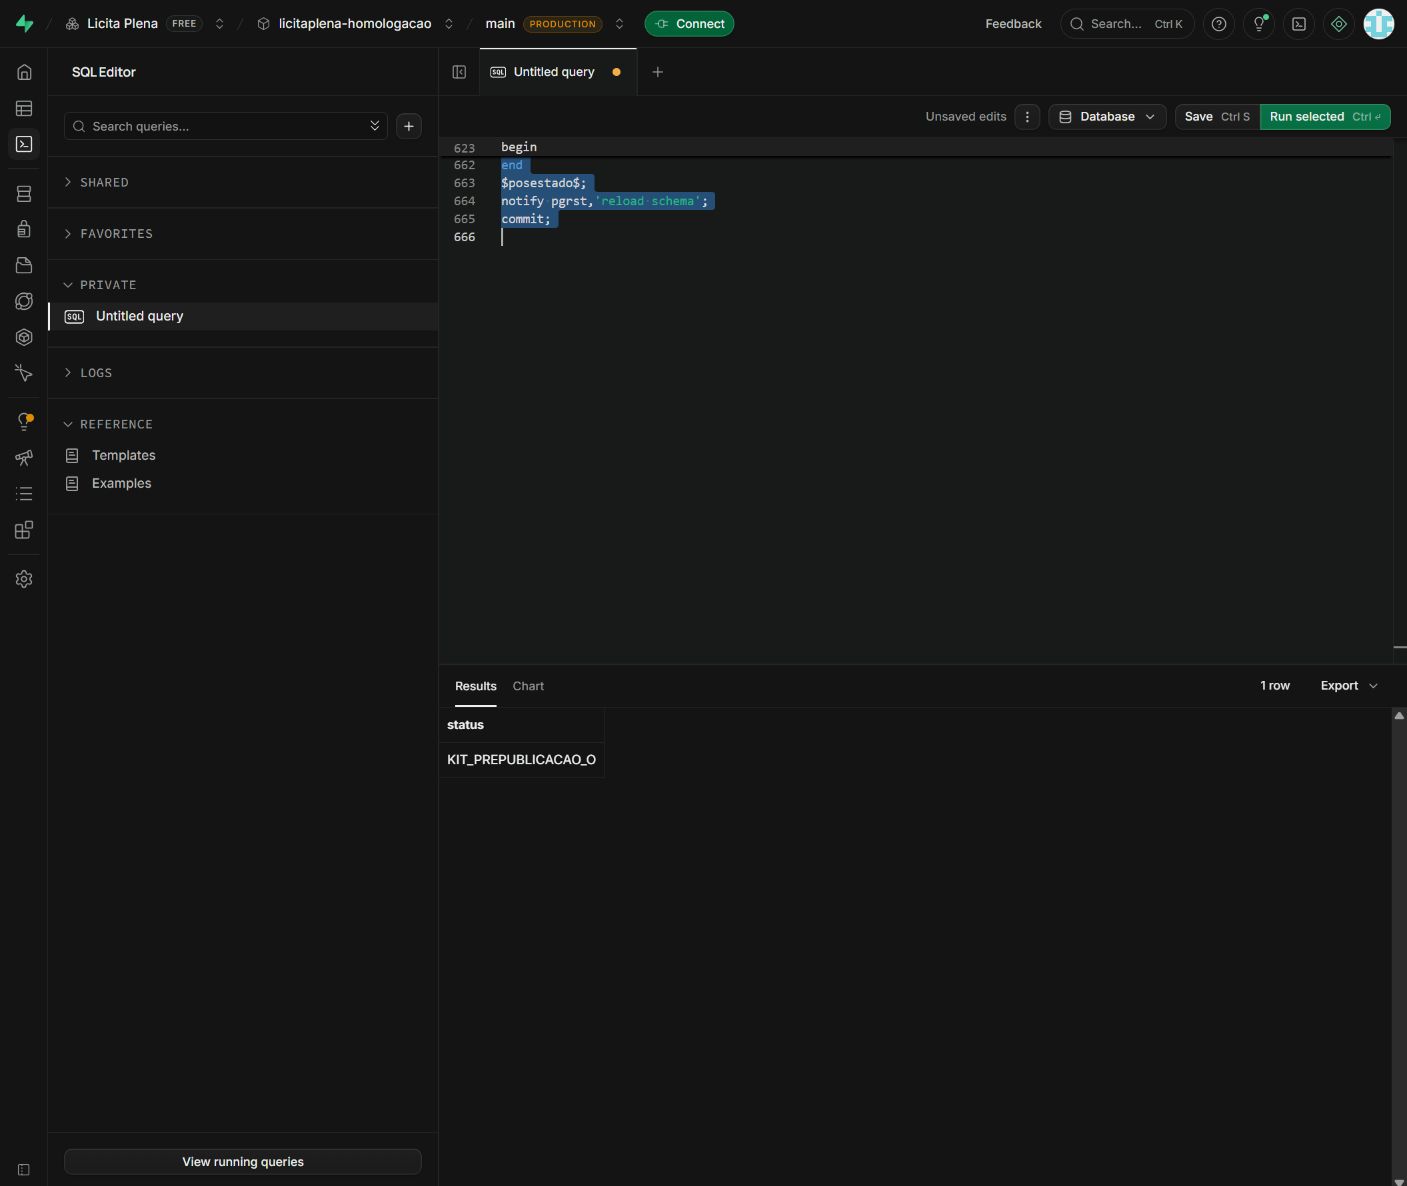 Licita Plena FREE licitaplena-homologacao main PRODUCTION Connect Feedback Search... Ctrl K
SQL Editor
Untitled query
Search queries...
Unsaved edits Database Save Ctrl S Run selected Ctrl ⏎
SHARED
FAVORITES
PRIVATE
Untitled query
LOGS
REFERENCE
Templates
Examples
View running queries
623 begin
662 end
663 $posestado$;
664 notify pgrst,'reload schema';
665 commit;
666
Results Chart 1 row Export
status
KIT_PREPUBLICACAO_O